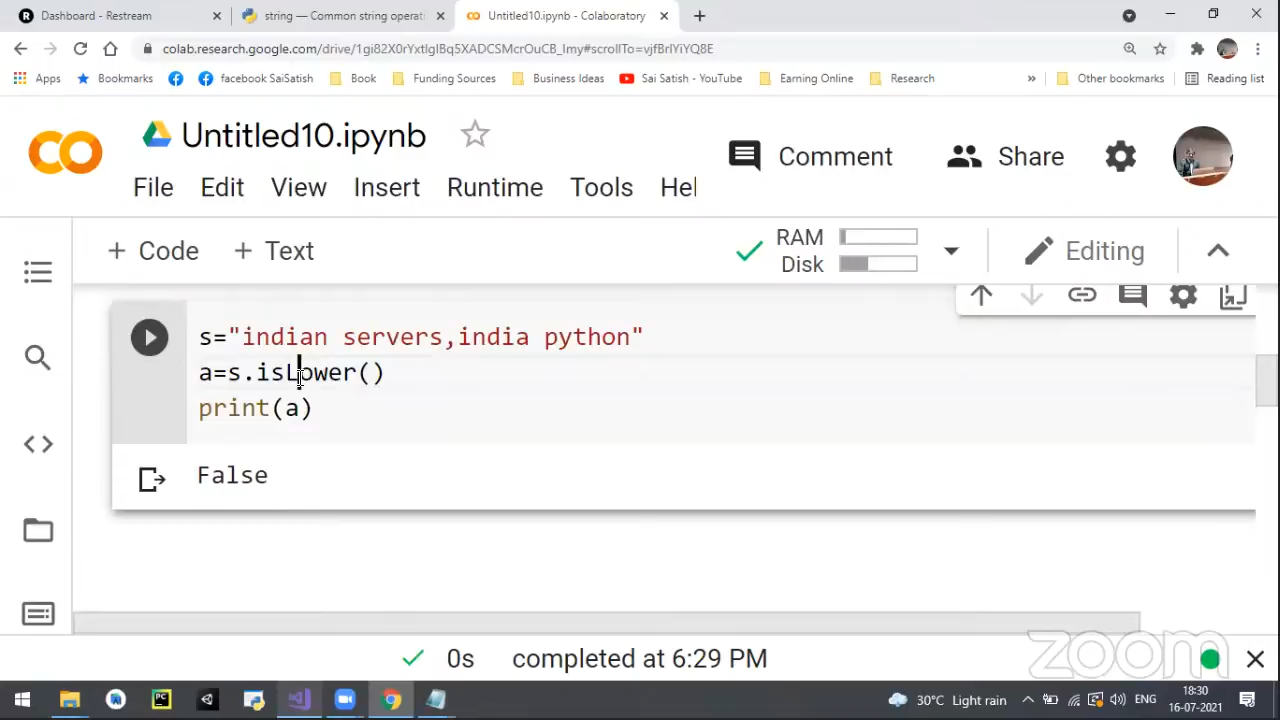 Dashboard - Restream
string — Common string operati
Untitled10.ipynb - Colaboratory
colab.research.google.com/drive/1gi82X0rYxtlglBq5XADCSMcrOuCB_Imy#scrollTo=vjfBrlYiYQ8E
Apps Bookmarks facebook SaiSatish Book Funding Sources Business Ideas Sai Satish - YouTube Earning Online Research » Other bookmarks Reading list
Untitled10.ipynb
Comment Share
File Edit View Insert Runtime Tools Hel
+ Code + Text RAM Disk Editing
s="indian servers,india python"
a=s.isLower()
print(a)
False
0s completed at 6:29 PM
zoom
PC 30°C Light rain ENG 18:30
16-07-2021